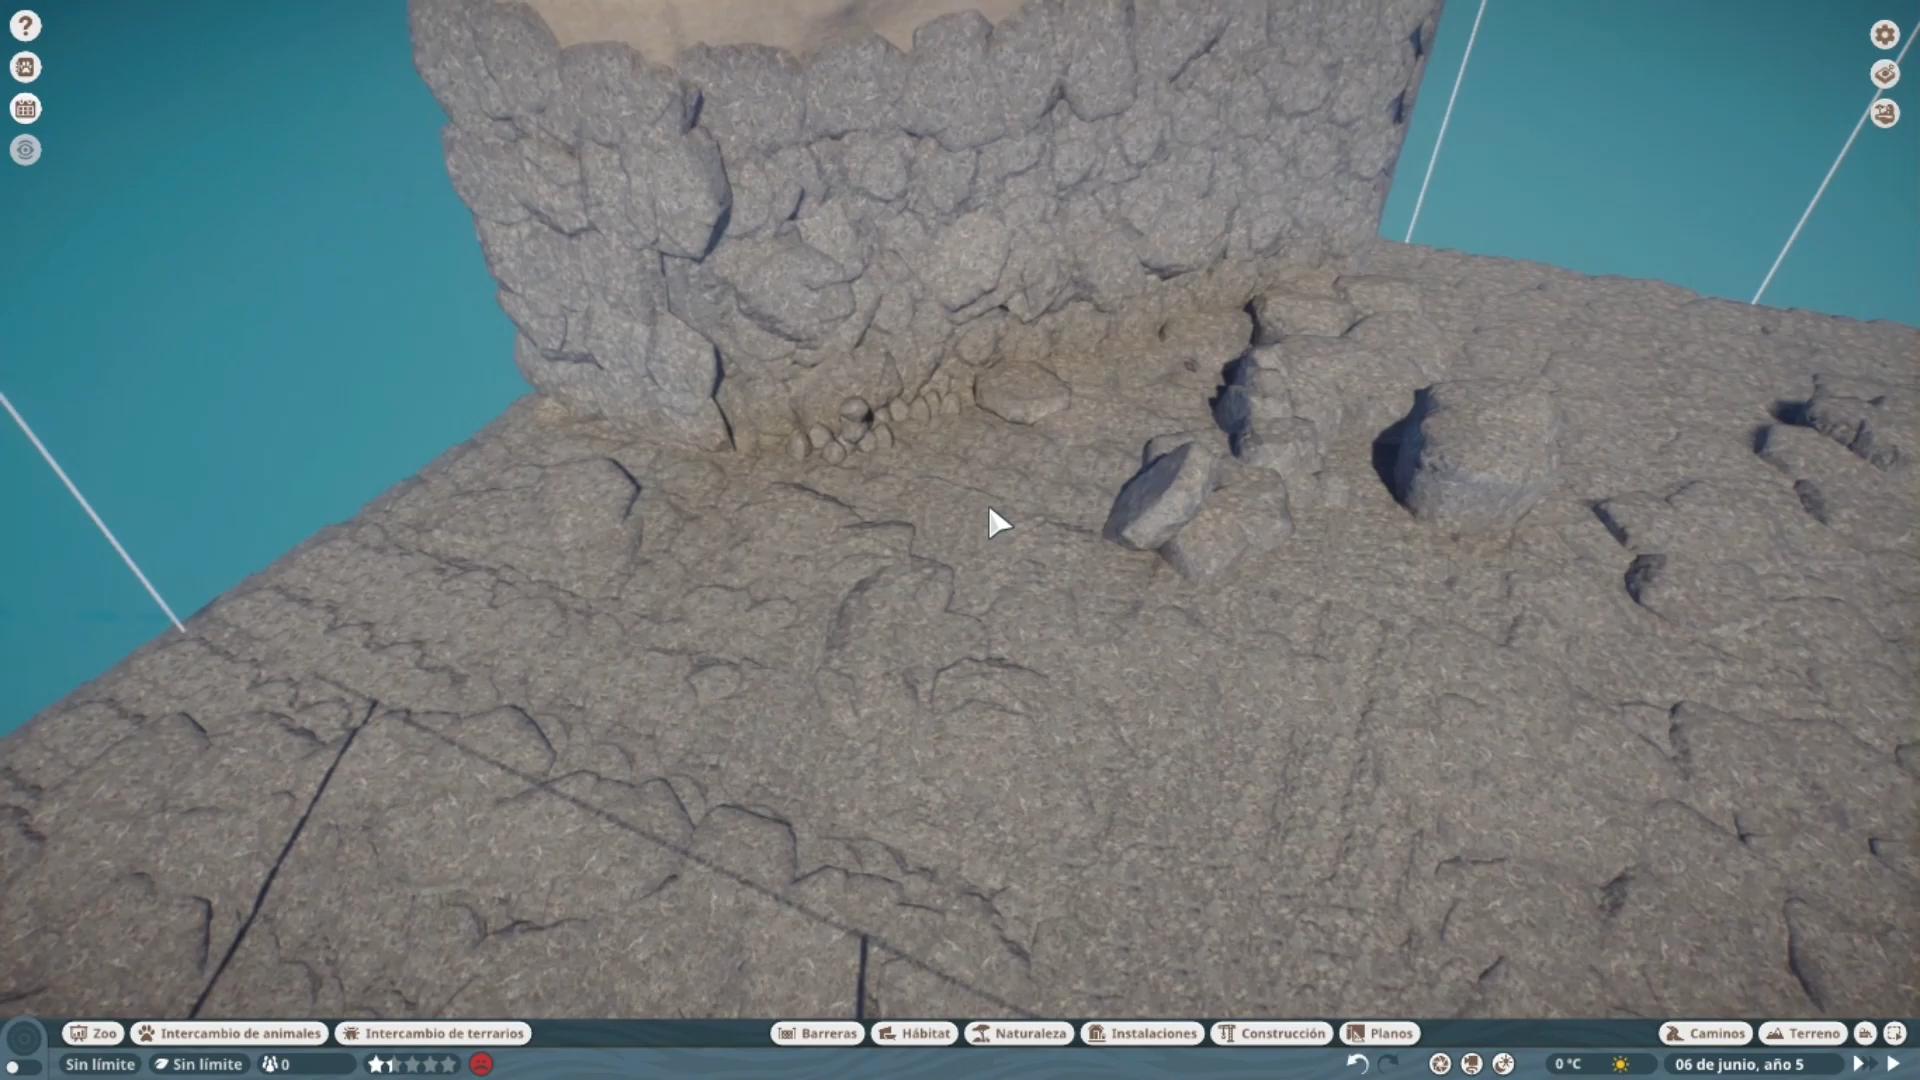 Zoo Intercambio de animales Intercambio de terrarios Barreras Hábitat Naturaleza Instalaciones Construcción Planos Caminos Terreno
Sin límite Sin límite 0 0 °C 06 de junio, año 5